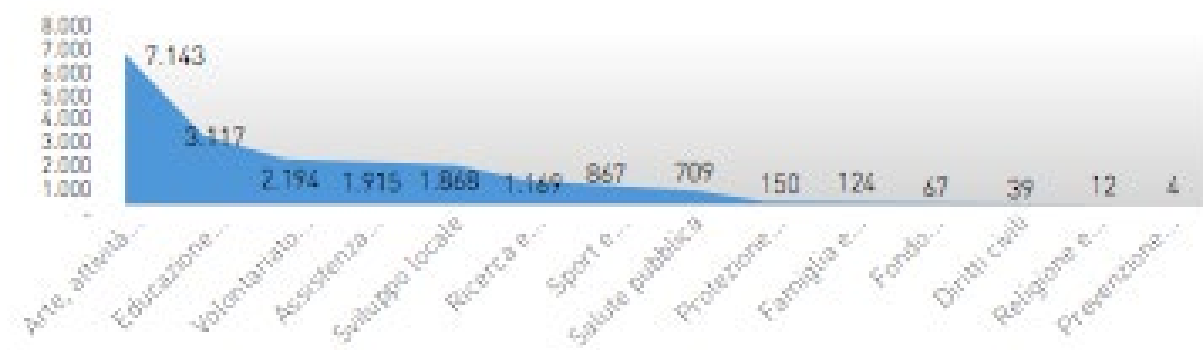 8.000
7.000
6.000
5.000
4.000
3.000
2.000
1.000
-
7.143
3.117
2.194
1.915
1.868
1.169
867
709
150
124
67
39
12
4
Arte, attività...
Educazione...
Volontariato...
Assistenza...
Sviluppo locale
Ricerca e...
Sport e...
Salute pubblica
Protezione...
Famiglia e...
Fondo...
Diritti civili
Religione e...
Prevenzione...